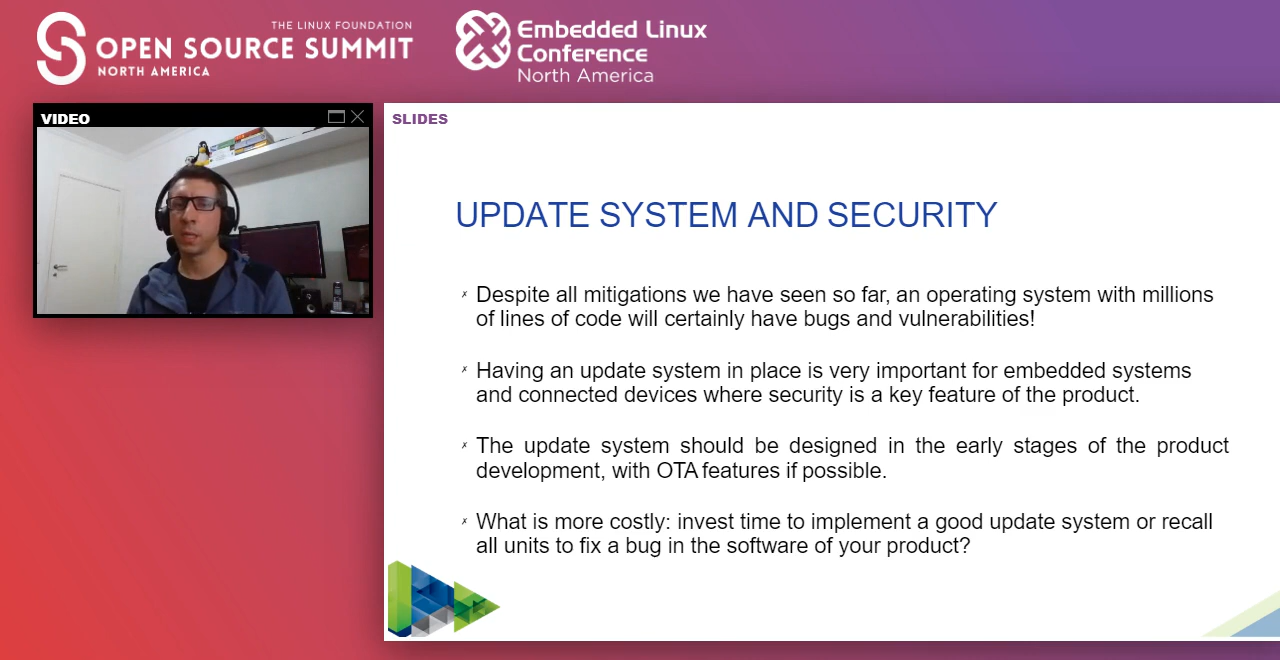 THE LINUX FOUNDATION
OPEN SOURCE SUMMIT
NORTH AMERICA
Embedded Linux
Conference
North America
VIDEO
SLIDES
UPDATE SYSTEM AND SECURITY
✗ Despite all mitigations we have seen so far, an operating system with millions
of lines of code will certainly have bugs and vulnerabilities!
✗ Having an update system in place is very important for embedded systems
and connected devices where security is a key feature of the product.
✗ The update system should be designed in the early stages of the product
development, with OTA features if possible.
✗ What is more costly: invest time to implement a good update system or recall
all units to fix a bug in the software of your product?